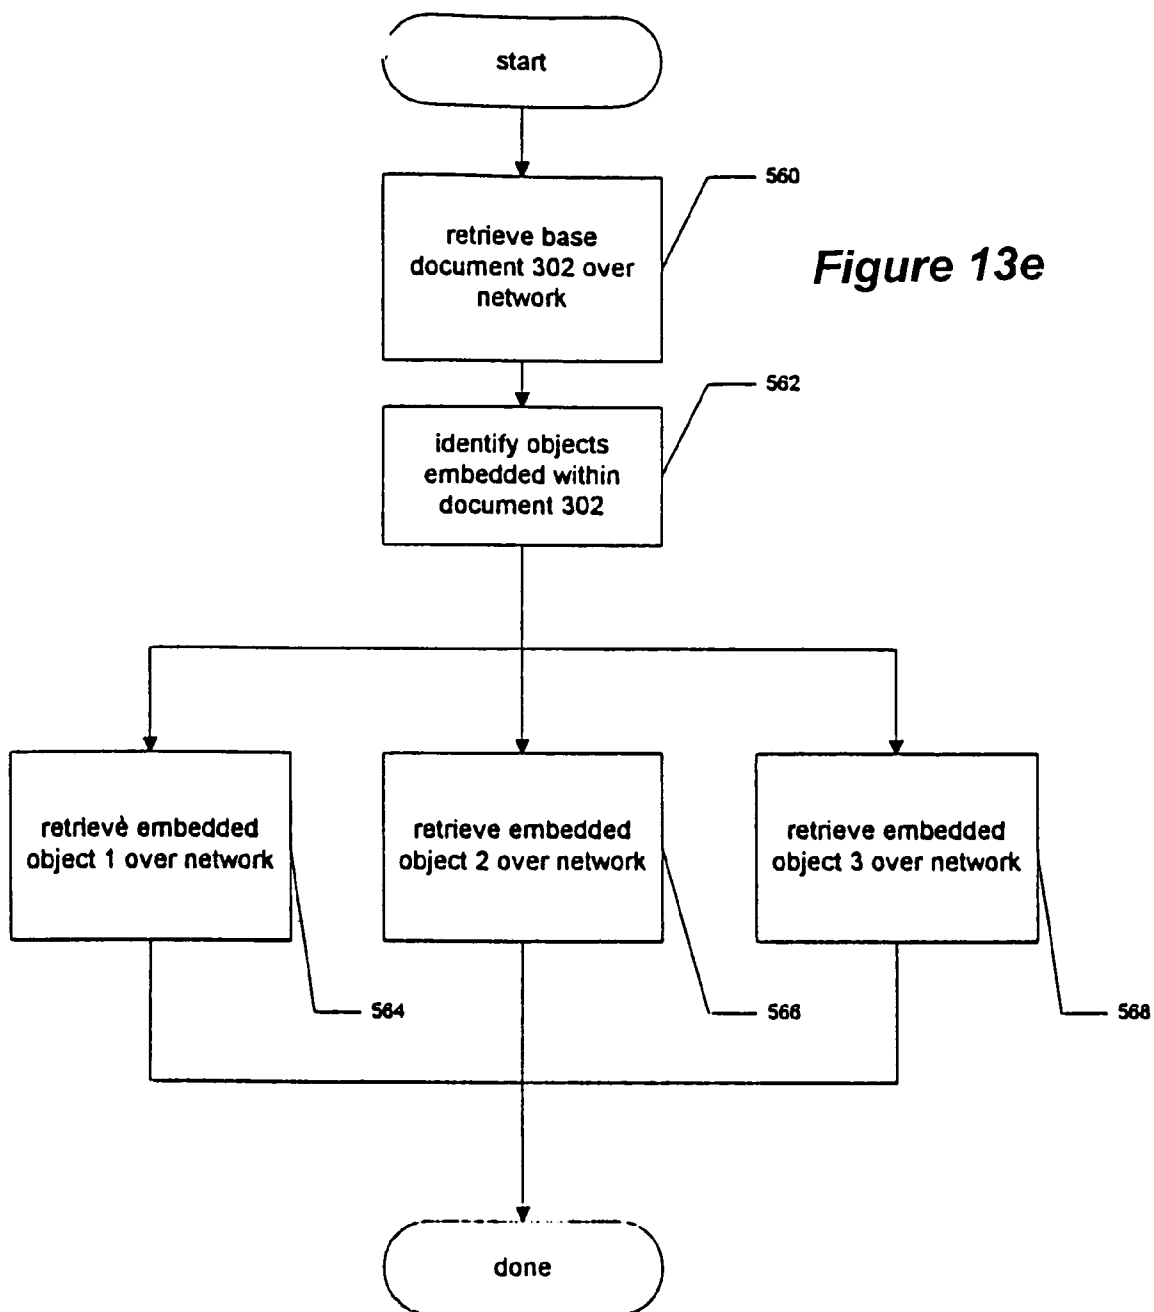 start
560
retrieve base
document 302 over
network
Figure 13e
562
identify objects
embedded within
document 302
retrieve embedded
object 1 over network
retrieve embedded
object 2 over network
retrieve embedded
object 3 over network
564
566
568
done